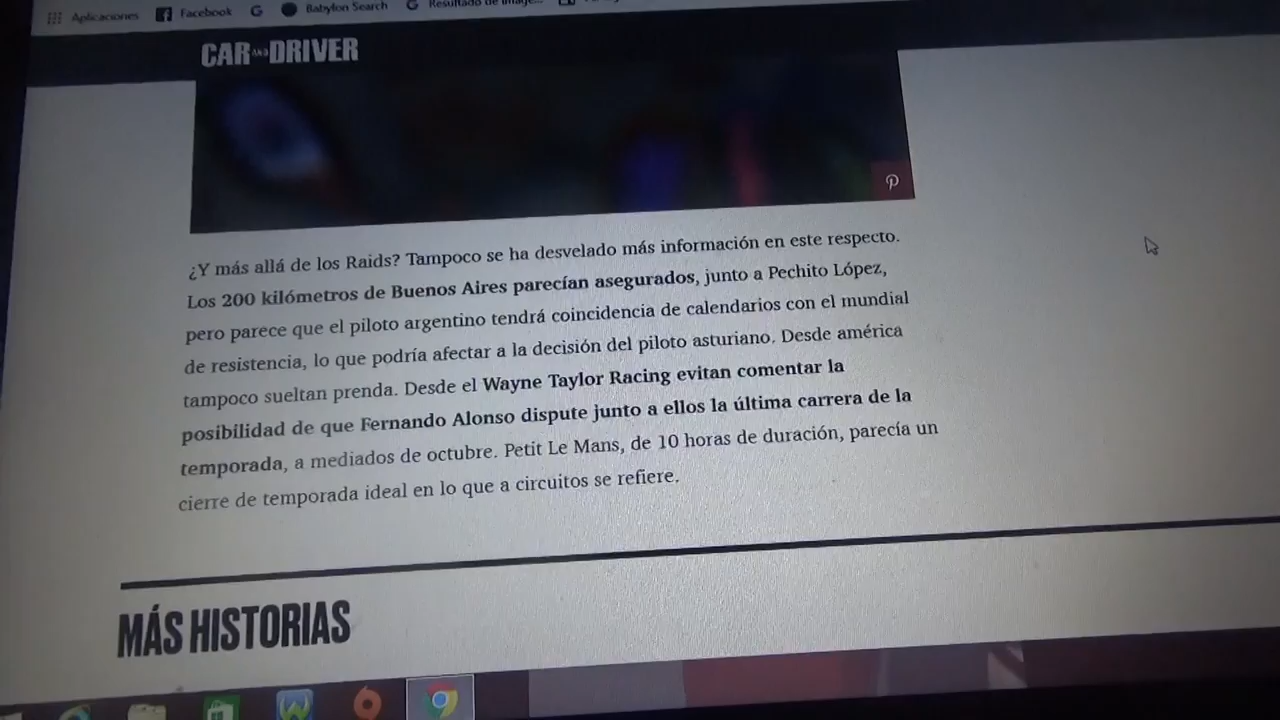 Aplicaciones Facebook Babylon Search Resultado de image...
CAR AND DRIVER
¿Y más allá de los Raids? Tampoco se ha desvelado más información en este respecto.
Los 200 kilómetros de Buenos Aires parecían asegurados, junto a Pechito López,
pero parece que el piloto argentino tendrá coincidencia de calendarios con el mundial
de resistencia, lo que podría afectar a la decisión del piloto asturiano. Desde américa
tampoco sueltan prenda. Desde el Wayne Taylor Racing evitan comentar la
posibilidad de que Fernando Alonso dispute junto a ellos la última carrera de la
temporada, a mediados de octubre. Petit Le Mans, de 10 horas de duración, parecía un
cierre de temporada ideal en lo que a circuitos se refiere.
MÁS HISTORIAS